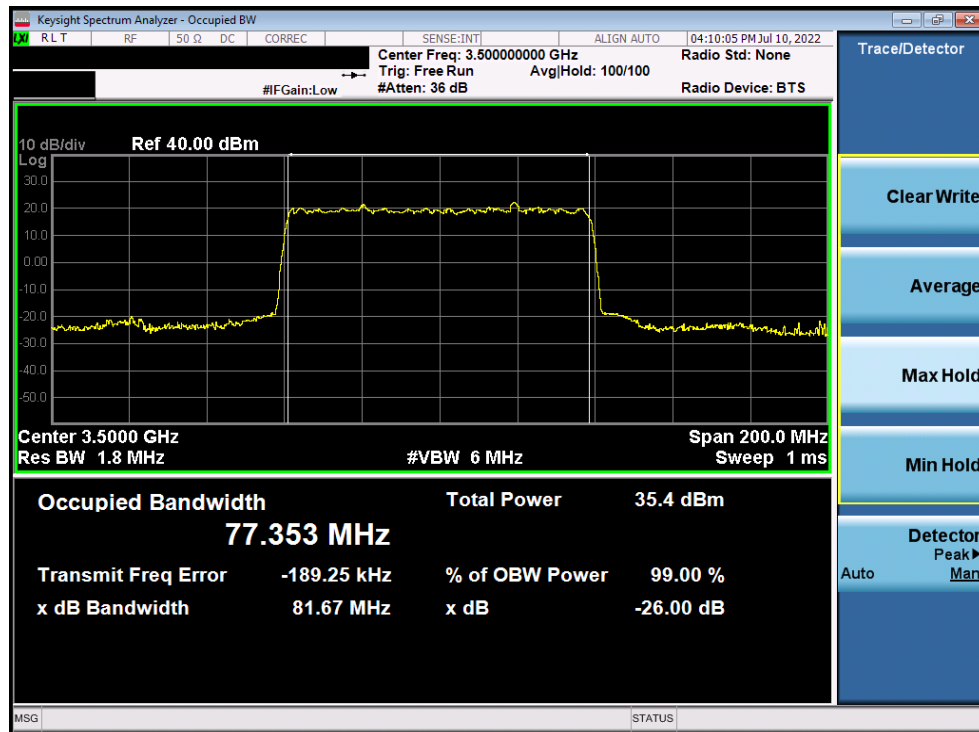 Keysight Spectrum Analyzer - Occupied BW
LXI RLT RF 50 Ω DC CORREC SENSE:INT ALIGN AUTO 04:10:05 PM Jul 10, 2022
Center Freq: 3.500000000 GHz Radio Std: None
Trig: Free Run Avg|Hold: 100/100
#IFGain:Low #Atten: 36 dB Radio Device: BTS
Trace/Detector
10 dB/div Ref 40.00 dBm
Log
30.0
20.0
10.0
0.00
-10.0
-20.0
-30.0
-40.0
-50.0
Center 3.5000 GHz Span 200.0 MHz
Res BW 1.8 MHz #VBW 6 MHz Sweep 1 ms
Occupied Bandwidth Total Power 35.4 dBm
77.353 MHz
Transmit Freq Error -189.25 kHz % of OBW Power 99.00 %
x dB Bandwidth 81.67 MHz x dB -26.00 dB
Clear Write
Average
Max Hold
Min Hold
Detector
Peak▶
Auto Man
MSG STATUS